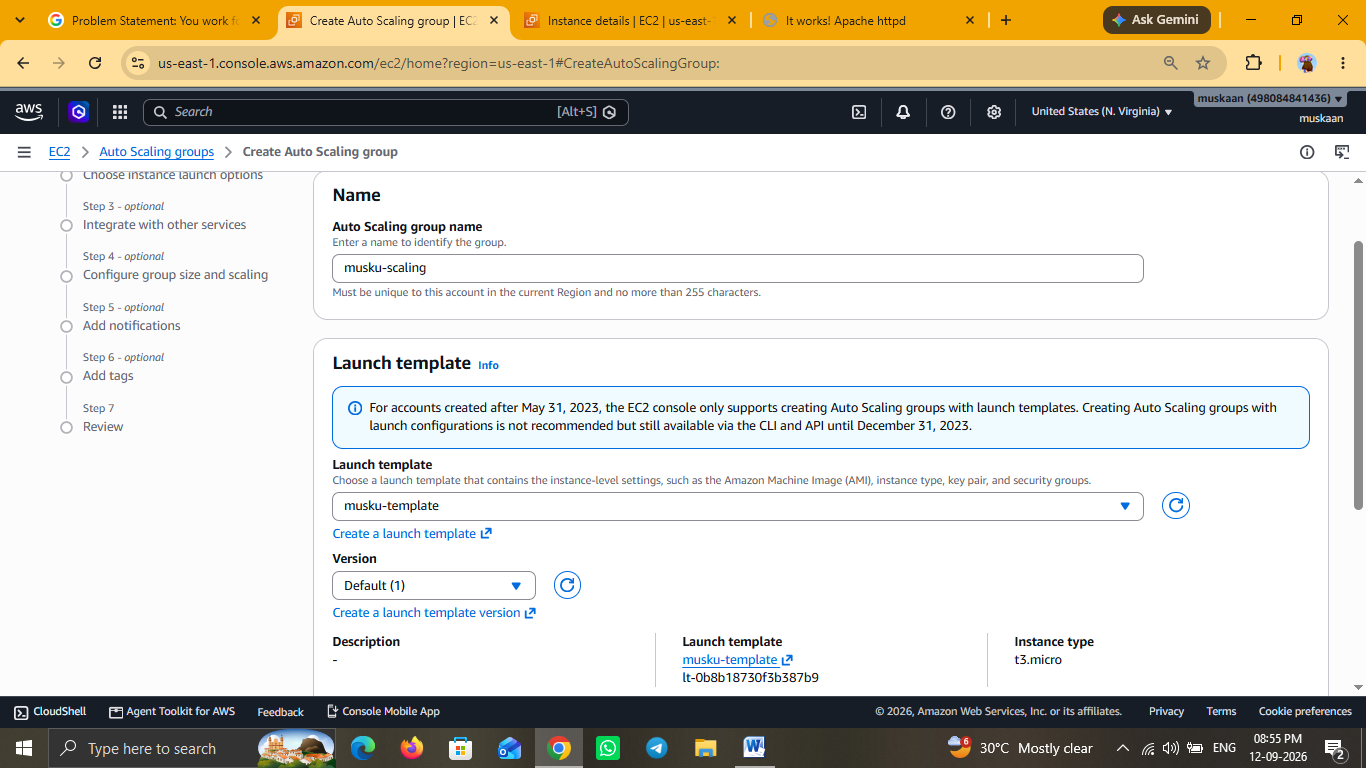 Problem Statement: You work fo
Create Auto Scaling group | EC2
Instance details | EC2 | us-east-
It works! Apache httpd
Ask Gemini
us-east-1.console.aws.amazon.com/ec2/home?region=us-east-1#CreateAutoScalingGroup:
aws
Search
[Alt+S]
United States (N. Virginia)
muskaan (498084841436)
muskaan
EC2
Auto Scaling groups
Create Auto Scaling group
Choose instance launch options
Step 3 - optional
Integrate with other services
Step 4 - optional
Configure group size and scaling
Step 5 - optional
Add notifications
Step 6 - optional
Add tags
Step 7
Review
Name
Auto Scaling group name
Enter a name to identify the group.
musku-scaling
Must be unique to this account in the current Region and no more than 255 characters.
Launch template Info
For accounts created after May 31, 2023, the EC2 console only supports creating Auto Scaling groups with launch templates. Creating Auto Scaling groups with
launch configurations is not recommended but still available via the CLI and API until December 31, 2023.
Launch template
Choose a launch template that contains the instance-level settings, such as the Amazon Machine Image (AMI), instance type, key pair, and security groups.
musku-template
Create a launch template
Version
Default (1)
Create a launch template version
Description
-
Launch template
musku-template
lt-0b8b18730f3b387b9
Instance type
t3.micro
CloudShell
Agent Toolkit for AWS
Feedback
Console Mobile App
© 2026, Amazon Web Services, Inc. or its affiliates.
Privacy
Terms
Cookie preferences
Type here to search
6
30°C Mostly clear
ENG
08:55 PM
12-09-2026
2